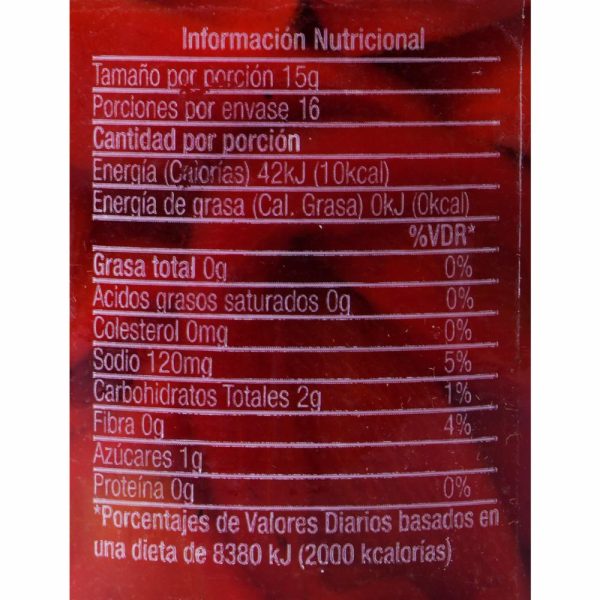 Información Nutricional
Tamaño por porción 15g
Porciones por envase 16
Cantidad por porción
Energía (Calorías) 42kJ (10kcal)
Energía de grasa (Cal. Grasa) 0kJ (0kcal)
%VDR*
Grasa total 0g 0%
Acidos grasos saturados 0g 0%
Colesterol 0mg 0%
Sodio 120mg 5%
Carbohidratos Totales 2g 1%
Fibra 0g 4%
Azúcares 1g
Proteína 0g 0%
*Porcentajes de Valores Diarios basados en
una dieta de 8380 kJ (2000 kcalorías)